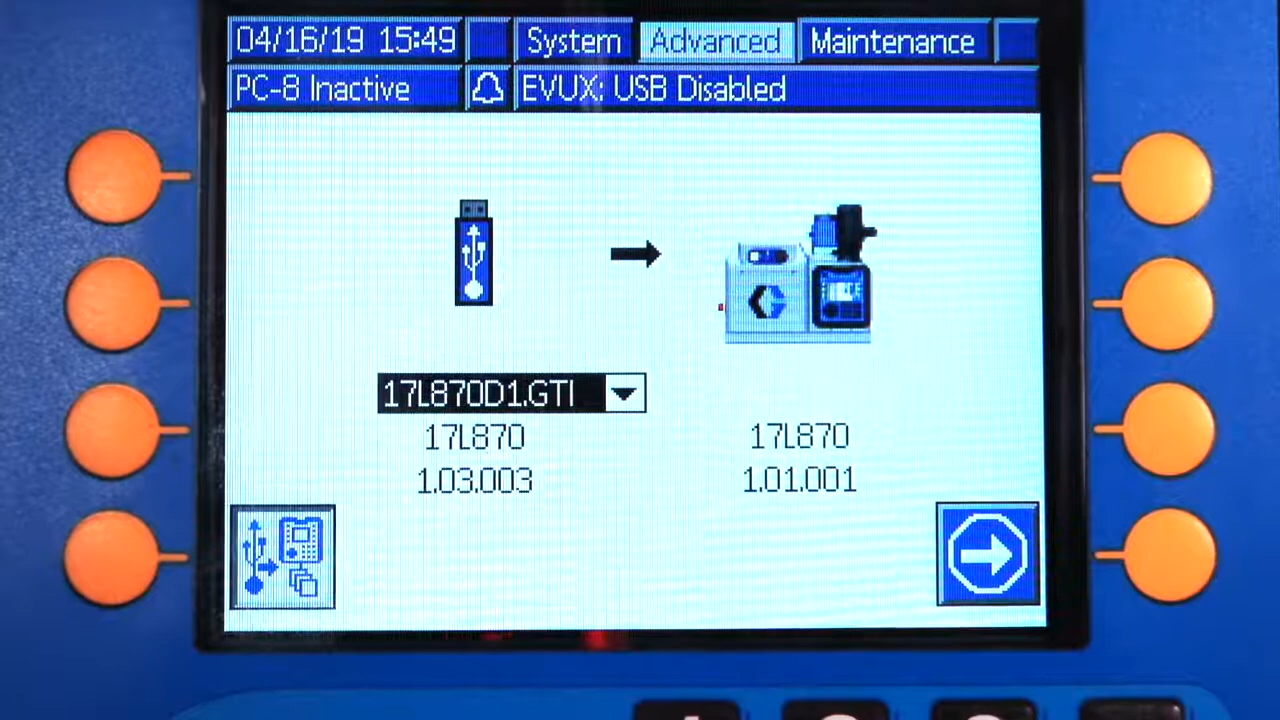 04/16/19 15:49 System Advanced Maintenance
PC-8 Inactive EVUX: USB Disabled
17L870D1.GTI
17L870 17L870
1.03.003 1.01.001